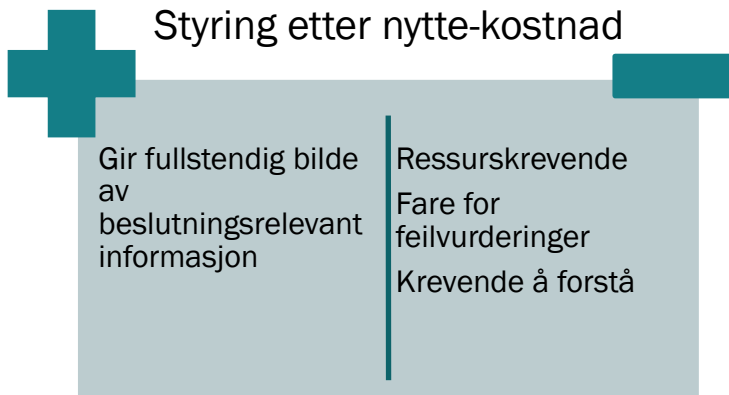 Styring etter nytte-kostnad
Gir fullstendig bilde
av
beslutningsrelevant
informasjon
Ressurskrevende
Fare for
feilvurderinger
Krevende å forstå